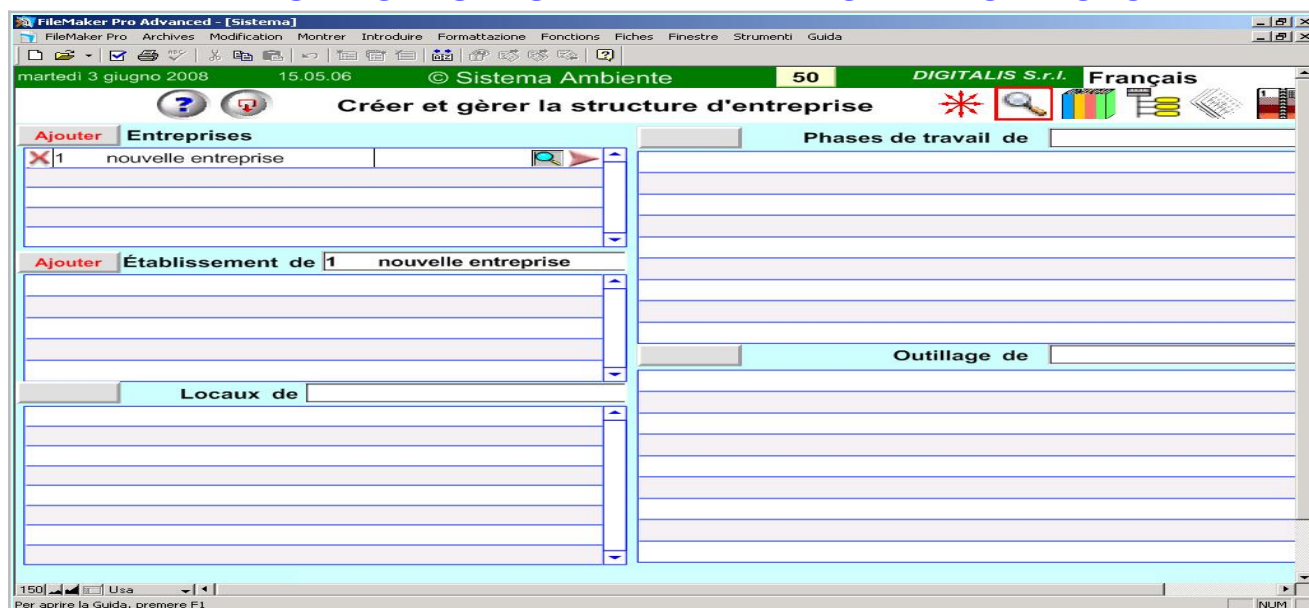 FileMaker Pro Advanced - [Sistema]
FileMaker Pro Archives Modification Montrer Introduire Formattazione Fonctions Fiches Finestre Strumenti Guida
martedì 3 giugno 2008 15.05.06 © Sistema Ambiente 50 DIGITALIS S.r.l. Français
Créer et gèrer la structure d'entreprise
Ajouter Entreprises
1 nouvelle entreprise
Ajouter Établissement de 1 nouvelle entreprise
Locaux de
Phases de travail de
Outillage de
150 Usa
Per aprire la Guida, premere F1 NUM